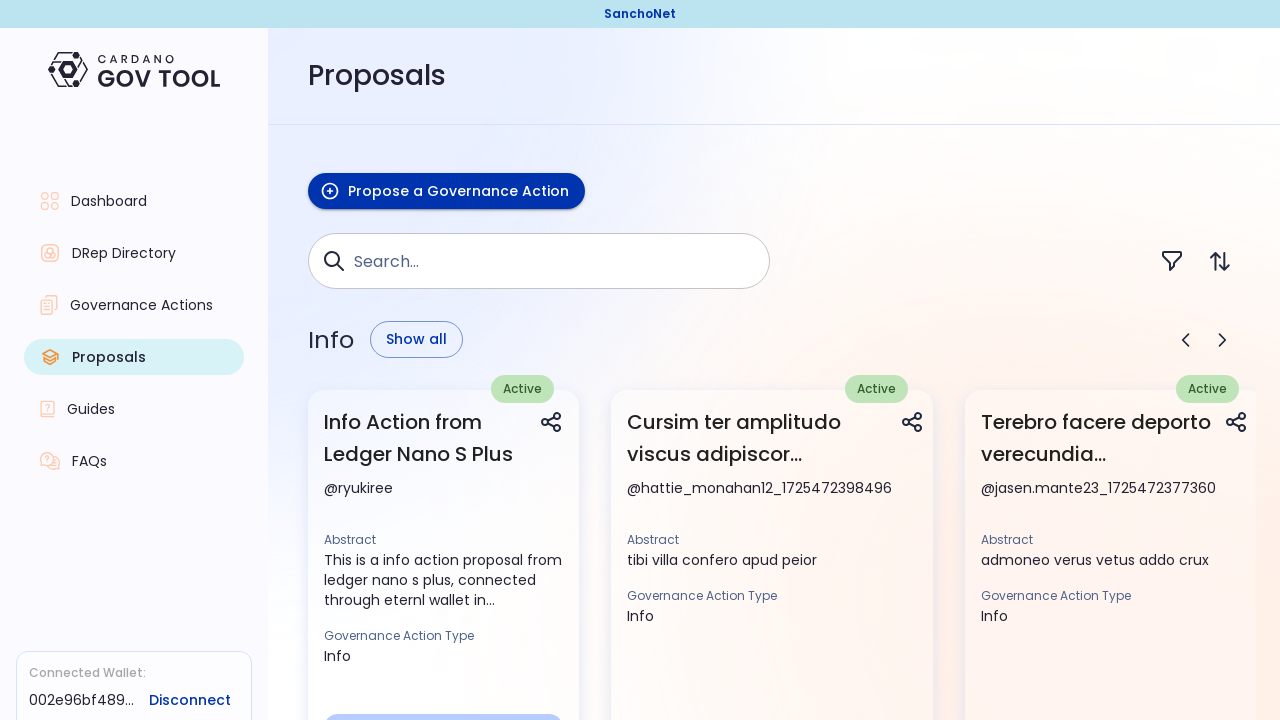 SanchoNet
CARDANO
GOV TOOL
Dashboard
DRep Directory
Governance Actions
Proposals
Guides
FAQs
Connected Wallet:
002e96bf489... Disconnect
Proposals
Propose a Governance Action
Search...
Info
Show all
Active
Info Action from
Ledger Nano S Plus
@ryukiree
Abstract
This is a info action proposal from
ledger nano s plus, connected
through eternl wallet in...
Governance Action Type
Info
Active
Cursim ter amplitudo
viscus adipiscor...
@hattie_monahan12_1725472398496
Abstract
tibi villa confero apud peior
Governance Action Type
Info
Active
Terebro facere deporto
verecundia...
@jasen.mante23_1725472377360
Abstract
admoneo verus vetus addo crux
Governance Action Type
Info